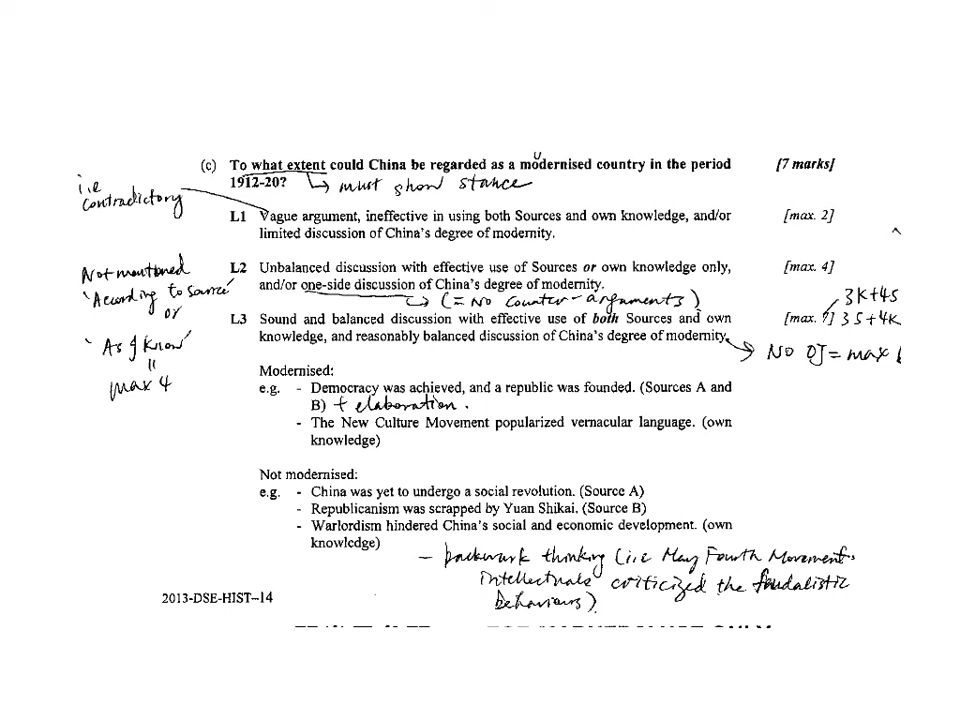 (c) To what extent could China be regarded as a modernised country in the period [7 marks]
1912-20? must show stance
i.e
contradictory
L1 Vague argument, ineffective in using both Sources and own knowledge, and/or [max. 2]
limited discussion of China's degree of modernity.
Not mentioned
'According to source'
or
'As I know'
||
max 4
L2 Unbalanced discussion with effective use of Sources or own knowledge only, [max. 4]
and/or one-side discussion of China's degree of modernity.
(= No counter-arguments)
3K+4S
L3 Sound and balanced discussion with effective use of both Sources and own [max. 7] 3S+4K
knowledge, and reasonably balanced discussion of China's degree of modernity.
No = max
Modernised:
e.g. - Democracy was achieved, and a republic was founded. (Sources A and
B) + elaboration.
- The New Culture Movement popularized vernacular language. (own
knowledge)
Not modernised:
e.g. - China was yet to undergo a social revolution. (Source A)
- Republicanism was scrapped by Yuan Shikai. (Source B)
- Warlordism hindered China's social and economic development. (own
knowledge)
- backward thinking (i.e May Fourth Movement,
intellectuals criticized the feudalistic
behaviours)
2013-DSE-HIST–14